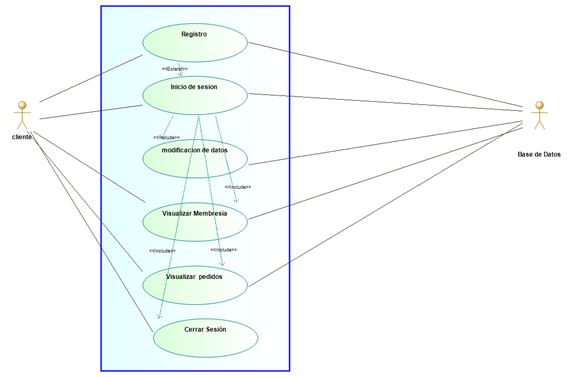 Registro
<<Extend>>
Inicio de sesion
cliente
Base de Datos
<<Include>>
modificacion de datos
<<Include>>
Visualizar Membresia
<<Include>>
<<Include>>
Visualizar pedidos
Cerrar Sesión